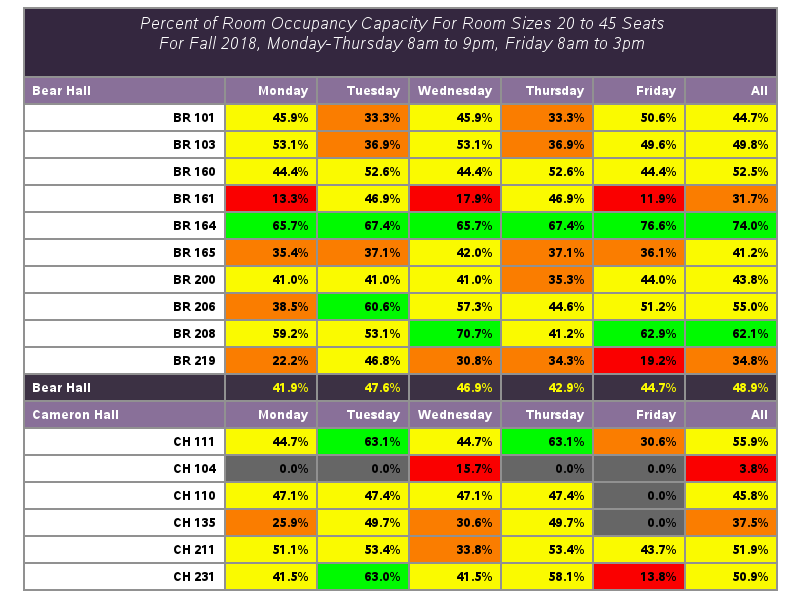 Percent of Room Occupancy Capacity For Room Sizes 20 to 45 Seats
For Fall 2018, Monday-Thursday 8am to 9pm, Friday 8am to 3pm
Bear Hall Monday Tuesday Wednesday Thursday Friday All
BR 101 45.9% 33.3% 45.9% 33.3% 50.6% 44.7%
BR 103 53.1% 36.9% 53.1% 36.9% 49.6% 49.8%
BR 160 44.4% 52.6% 44.4% 52.6% 44.4% 52.5%
BR 161 13.3% 46.9% 17.9% 46.9% 11.9% 31.7%
BR 164 65.7% 67.4% 65.7% 67.4% 76.6% 74.0%
BR 165 35.4% 37.1% 42.0% 37.1% 36.1% 41.2%
BR 200 41.0% 41.0% 41.0% 35.3% 44.0% 43.8%
BR 206 38.5% 60.6% 57.3% 44.6% 51.2% 55.0%
BR 208 59.2% 53.1% 70.7% 41.2% 62.9% 62.1%
BR 219 22.2% 46.8% 30.8% 34.3% 19.2% 34.8%
Bear Hall 41.9% 47.6% 46.9% 42.9% 44.7% 48.9%
Cameron Hall Monday Tuesday Wednesday Thursday Friday All
CH 111 44.7% 63.1% 44.7% 63.1% 30.6% 55.9%
CH 104 0.0% 0.0% 15.7% 0.0% 0.0% 3.8%
CH 110 47.1% 47.4% 47.1% 47.4% 0.0% 45.8%
CH 135 25.9% 49.7% 30.6% 49.7% 0.0% 37.5%
CH 211 51.1% 53.4% 33.8% 53.4% 43.7% 51.9%
CH 231 41.5% 63.0% 41.5% 58.1% 13.8% 50.9%